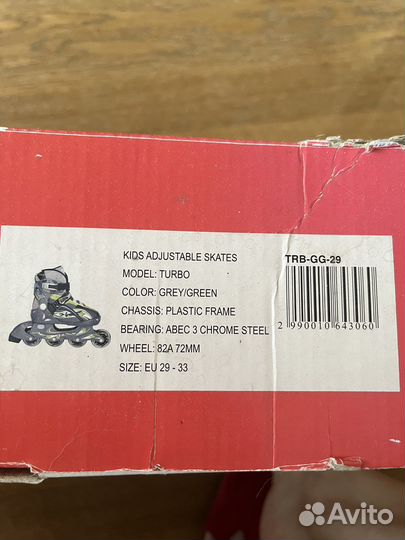 KIDS ADJUSTABLE SKATES
MODEL: TURBO
COLOR: GREY/GREEN
CHASSIS: PLASTIC FRAME
BEARING: ABEC 3 CHROME STEEL
WHEEL: 82A 72MM
SIZE: EU 29 - 33
TRB-GG-29
2 990010 643060
Avito